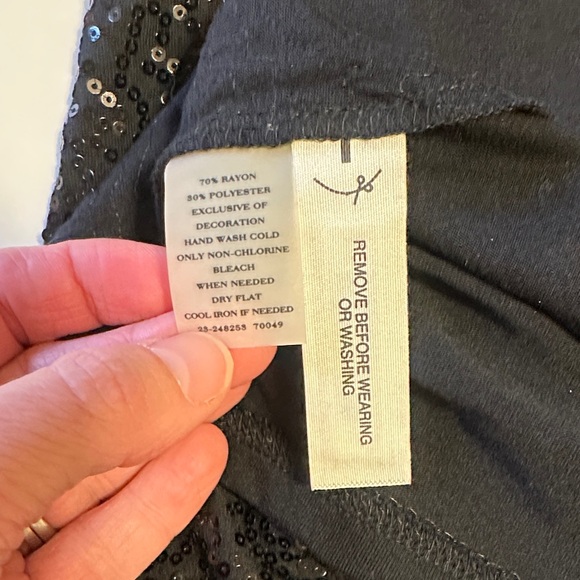 70% RAYON
30% POLYESTER
EXCLUSIVE OF
DECORATION
HAND WASH COLD
ONLY NON-CHLORINE
BLEACH
WHEN NEEDED
DRY FLAT
COOL IRON IF NEEDED
23-248253 70049
REMOVE BEFORE WEARING
OR WASHING